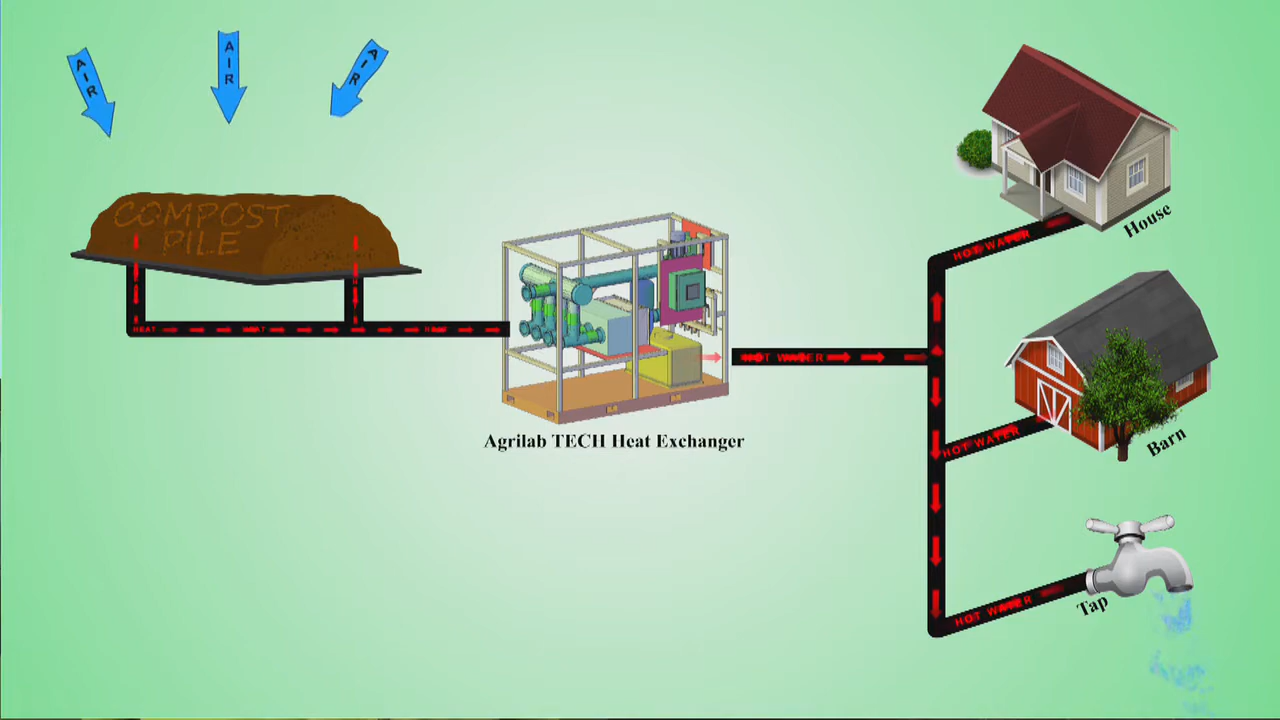 AIR
AIR
AIR
COMPOST
PILE
HEAT
HEAT
HEAT
Agrilab TECH Heat Exchanger
HOT WATER
HOT WATER
House
HOT WATER
Barn
HOT WATER
Tap